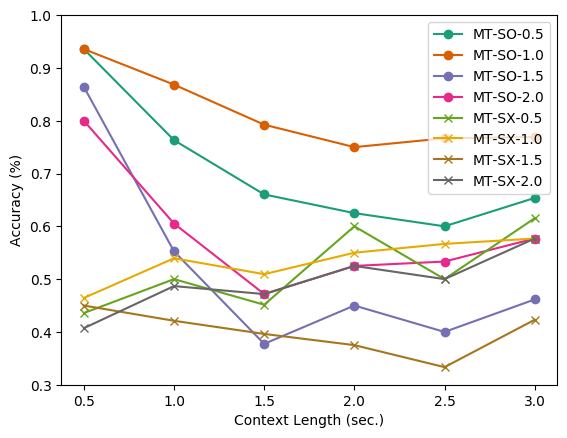 1.0
0.9
0.8
0.7
0.6
0.5
0.4
0.3
Accuracy (%)
MT-SO-0.5
MT-SO-1.0
MT-SO-1.5
MT-SO-2.0
MT-SX-0.5
MT-SX-1.0
MT-SX-1.5
MT-SX-2.0
0.5 1.0 1.5 2.0 2.5 3.0
Context Length (sec.)